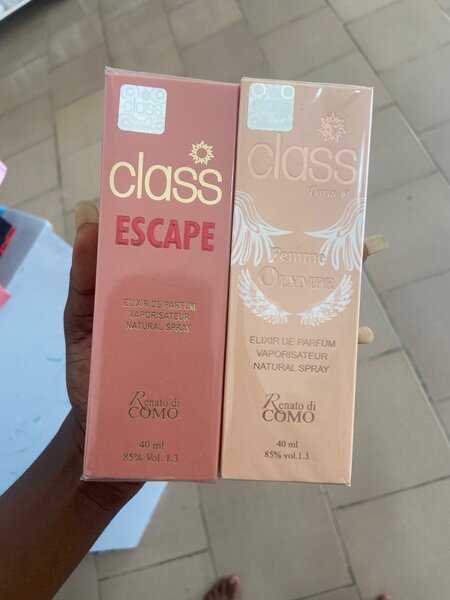 class
class
ESCAPE
ELIXIR DE PARFUM
VAPORISATEUR
NATURAL SPRAY
Renato di
COMO
40 ml
85% Vol. 1.3
class
class
Paris
Femme
OLYMPE
ELIXIR DE PARFUM
VAPORISATEUR
NATURAL SPRAY
Renato di
COMO
40 ml
85% vol.1.3